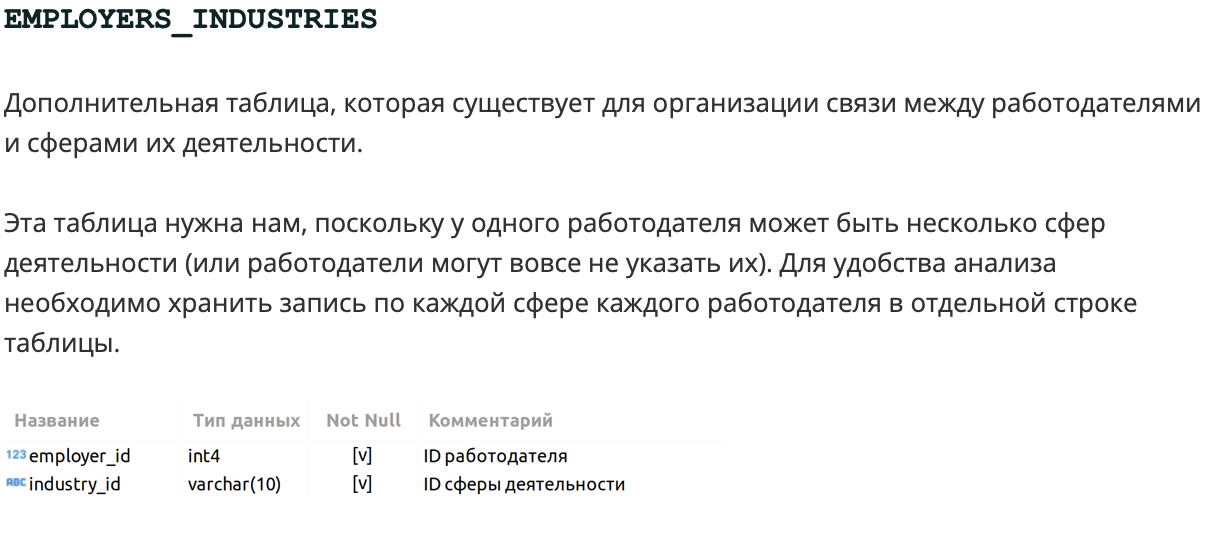 EMPLOYERS_INDUSTRIES
Дополнительная таблица, которая существует для организации связи между работодателями
и сферами их деятельности.
Эта таблица нужна нам, поскольку у одного работодателя может быть несколько сфер
деятельности (или работодатели могут вовсе не указать их). Для удобства анализа
необходимо хранить запись по каждой сфере каждого работодателя в отдельной строке
таблицы.
Название Тип данных Not Null Комментарий
123 employer_id int4 [v] ID работодателя
ABC industry_id varchar(10) [v] ID сферы деятельности